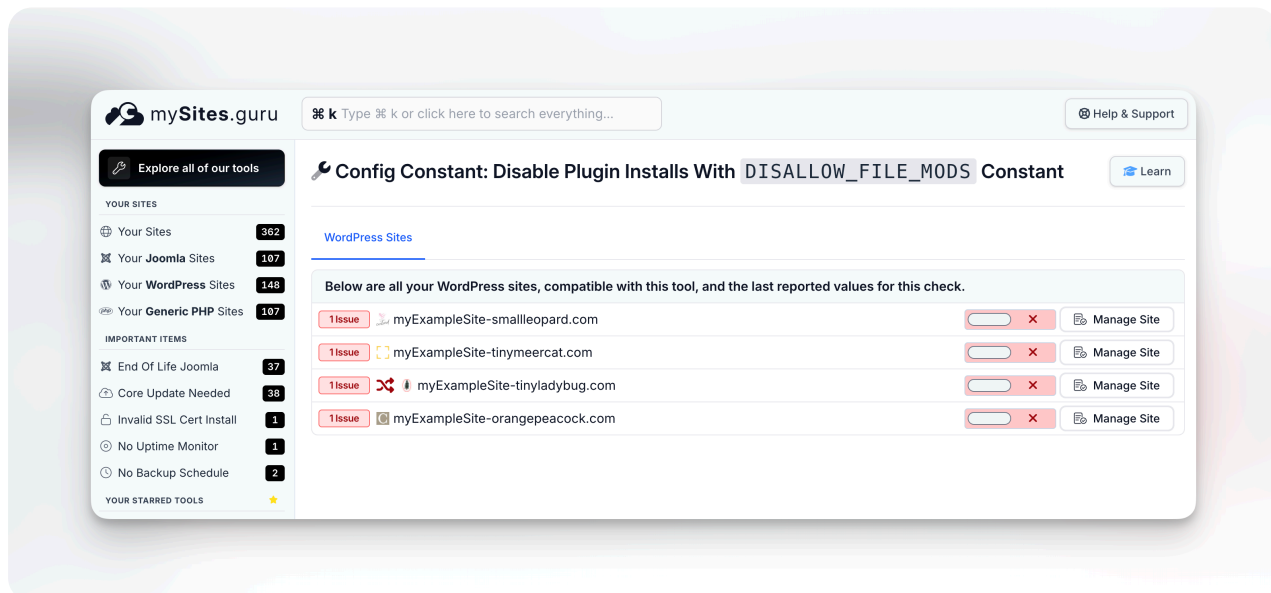 mySites.guru
⌘ k Type ⌘ k or click here to search everything...
Help & Support
Explore all of our tools
YOUR SITES
Your Sites 362
Your Joomla Sites 107
Your WordPress Sites 148
Your Generic PHP Sites 107
IMPORTANT ITEMS
End Of Life Joomla 37
Core Update Needed 38
Invalid SSL Cert Install 1
No Uptime Monitor 1
No Backup Schedule 2
YOUR STARRED TOOLS
Config Constant: Disable Plugin Installs With DISALLOW_FILE_MODS Constant
Learn
WordPress Sites
Below are all your WordPress sites, compatible with this tool, and the last reported values for this check.
1 Issue myExampleSite-smallleopard.com Manage Site
1 Issue myExampleSite-tinymeercat.com Manage Site
1 Issue myExampleSite-tinyladybug.com Manage Site
1 Issue myExampleSite-orangepeacock.com Manage Site